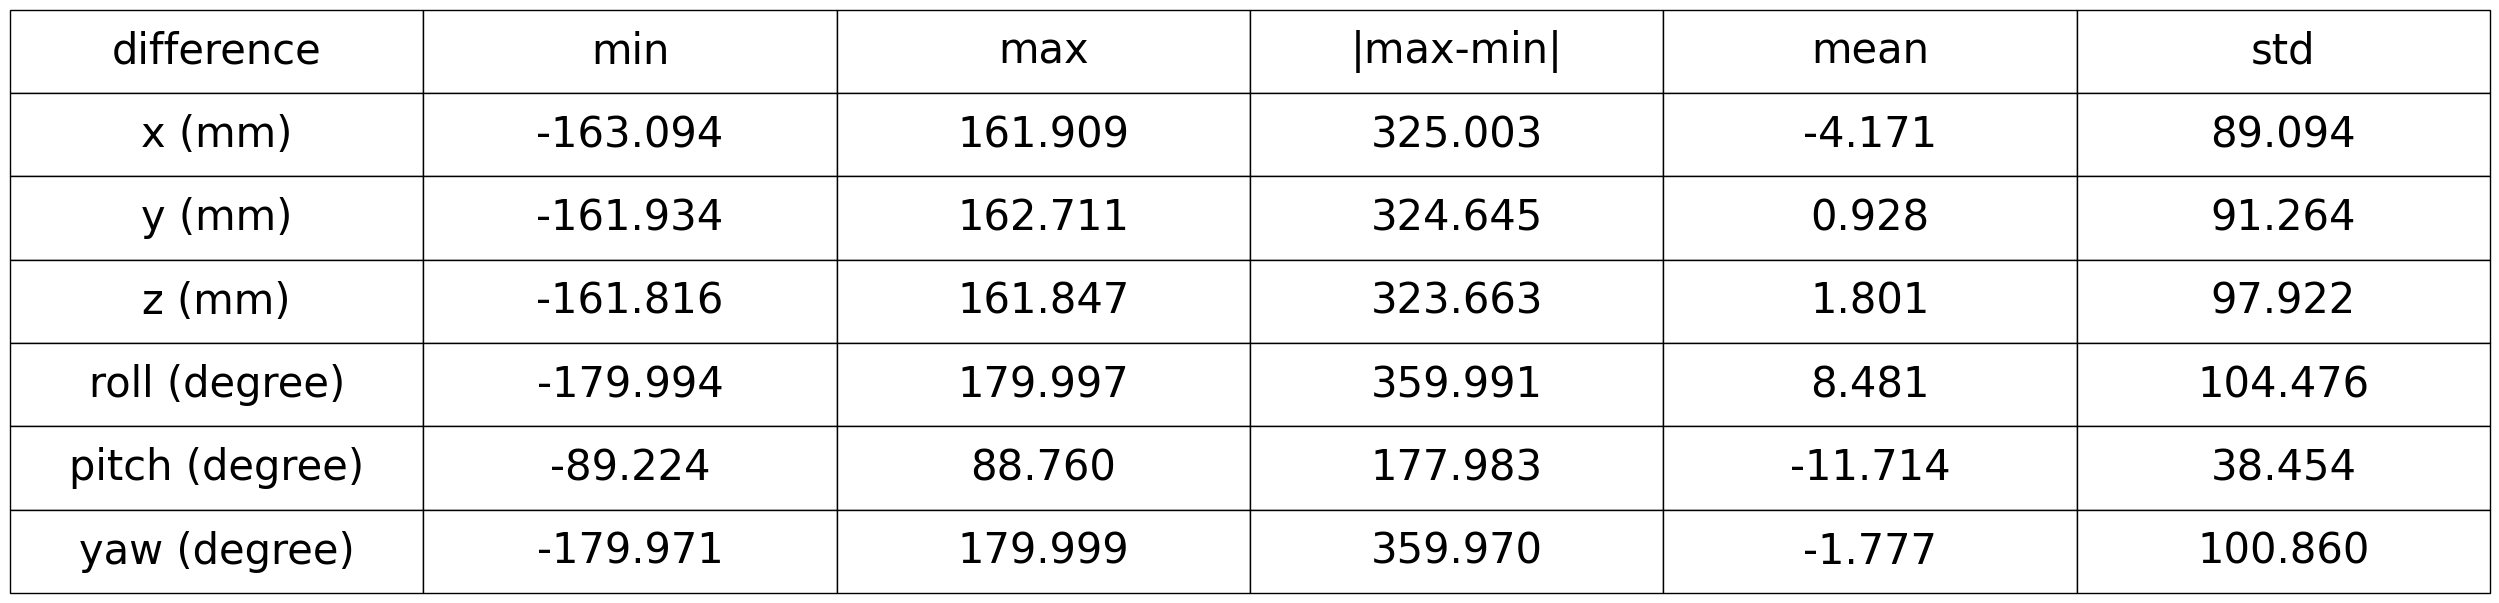 difference min max |max-min| mean std
x (mm) -163.094 161.909 325.003 -4.171 89.094
y (mm) -161.934 162.711 324.645 0.928 91.264
z (mm) -161.816 161.847 323.663 1.801 97.922
roll (degree) -179.994 179.997 359.991 8.481 104.476
pitch (degree) -89.224 88.760 177.983 -11.714 38.454
yaw (degree) -179.971 179.999 359.970 -1.777 100.860